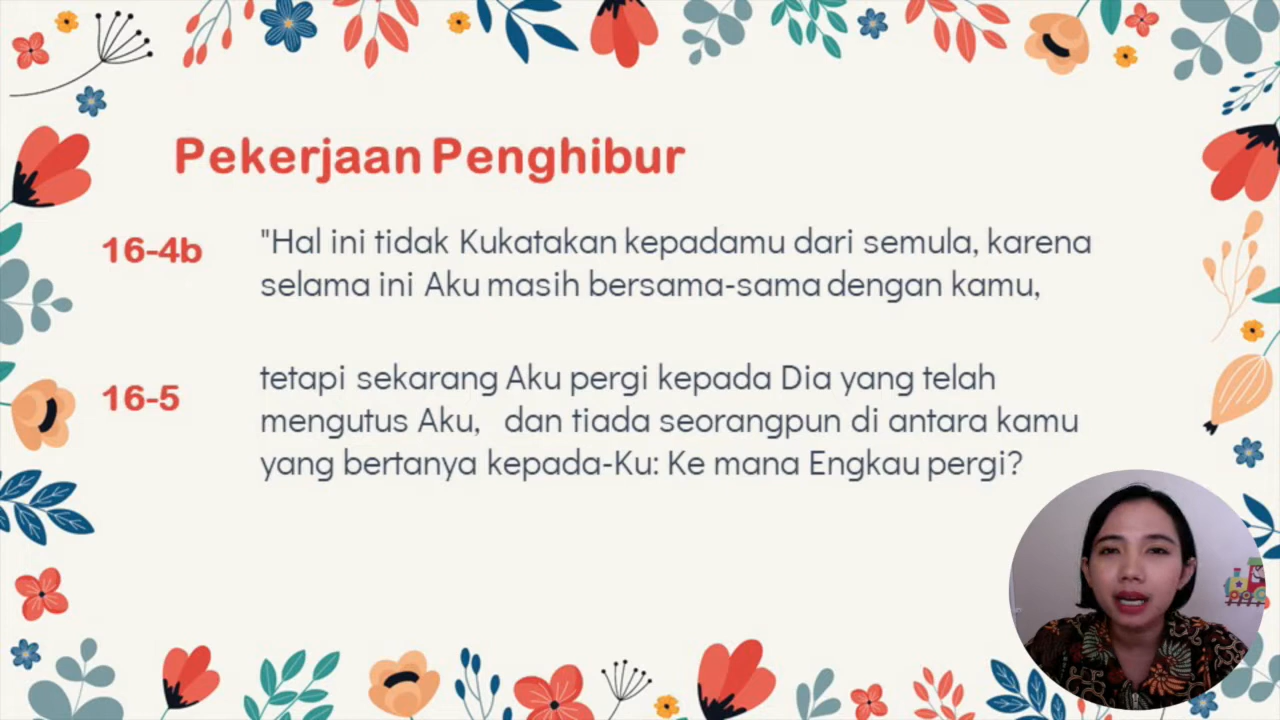 Pekerjaan Penghibur
16-4b
"Hal ini tidak Kukatakan kepadamu dari semula, karena
selama ini Aku masih bersama-sama dengan kamu,
16-5
tetapi sekarang Aku pergi kepada Dia yang telah
mengutus Aku, dan tiada seorangpun di antara kamu
yang bertanya kepada-Ku: Ke mana Engkau pergi?